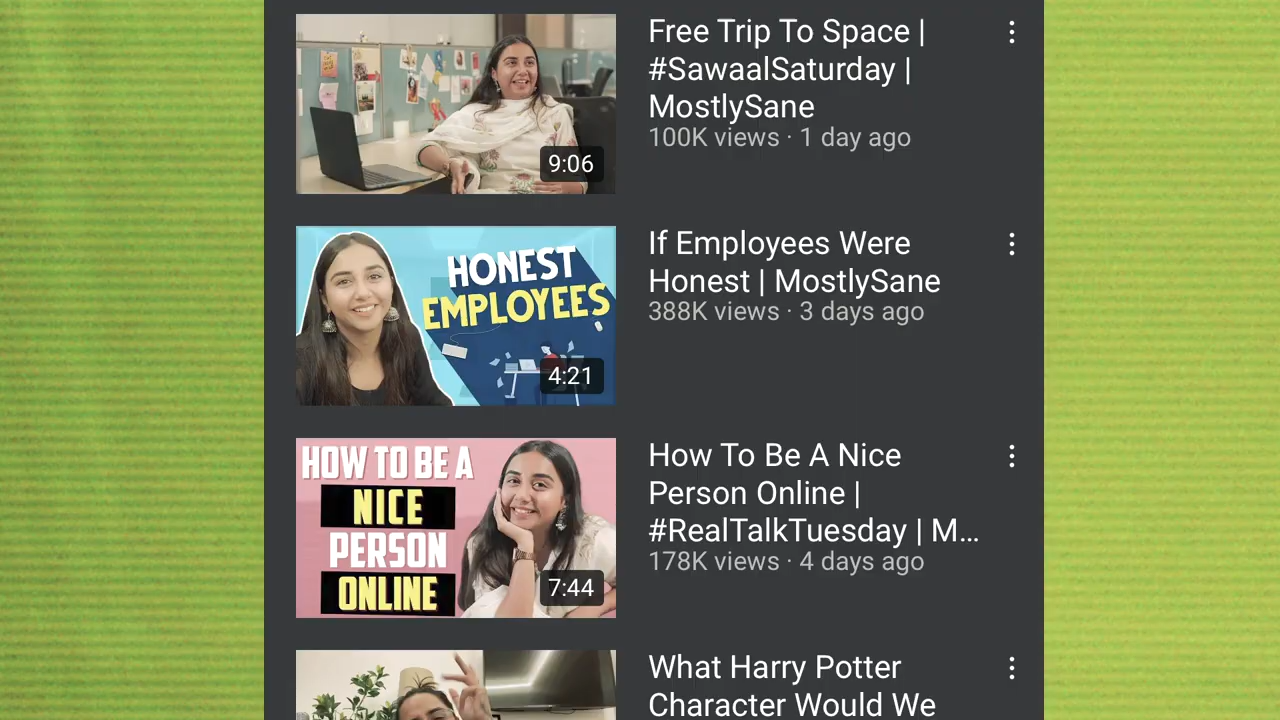 Free Trip To Space |
#SawaalSaturday |
MostlySane
100K views · 1 day ago
9:06
HONEST
EMPLOYEES
4:21
If Employees Were
Honest | MostlySane
388K views · 3 days ago
HOW TO BE A
NICE
PERSON
ONLINE
7:44
How To Be A Nice
Person Online |
#RealTalkTuesday | M...
178K views · 4 days ago
What Harry Potter
Character Would We